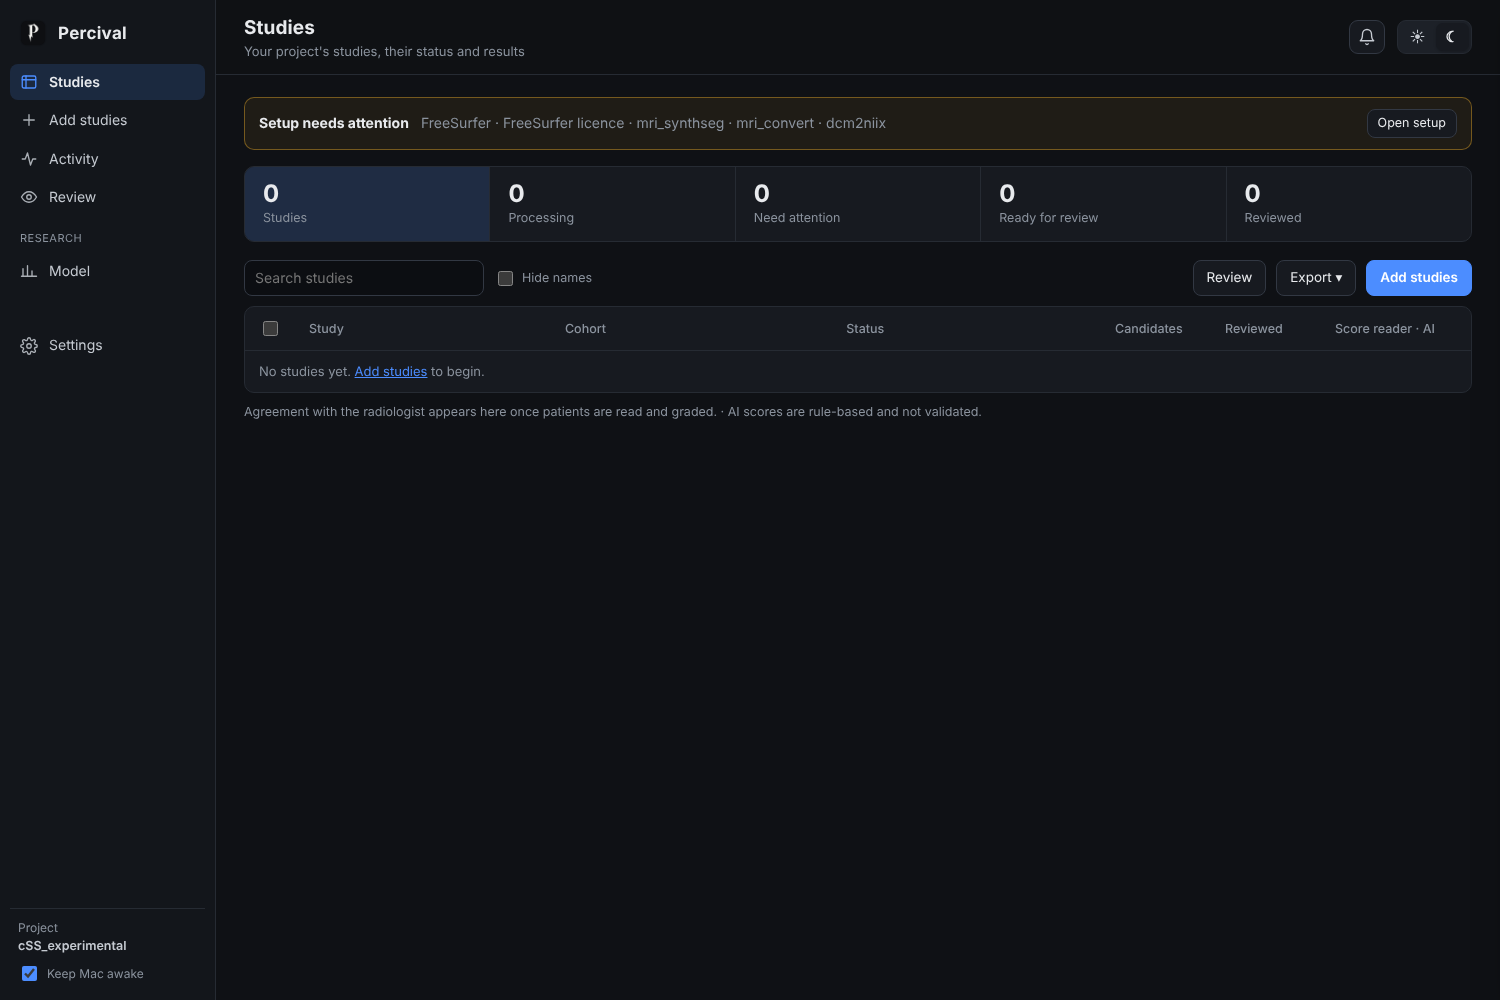 Percival
Studies
Add studies
Activity
Review
RESEARCH
Model
Settings
Project
cSS_experimental
Keep Mac awake
Studies
Your project's studies, their status and results
Setup needs attention FreeSurfer · FreeSurfer licence · mri_synthseg · mri_convert · dcm2niix Open setup
0 0 0 0 0
Studies Processing Need attention Ready for review Reviewed
Search studies Hide names Review Export ▾ Add studies
Study Cohort Status Candidates Reviewed Score reader · AI
No studies yet. Add studies to begin.
Agreement with the radiologist appears here once patients are read and graded. · AI scores are rule-based and not validated.